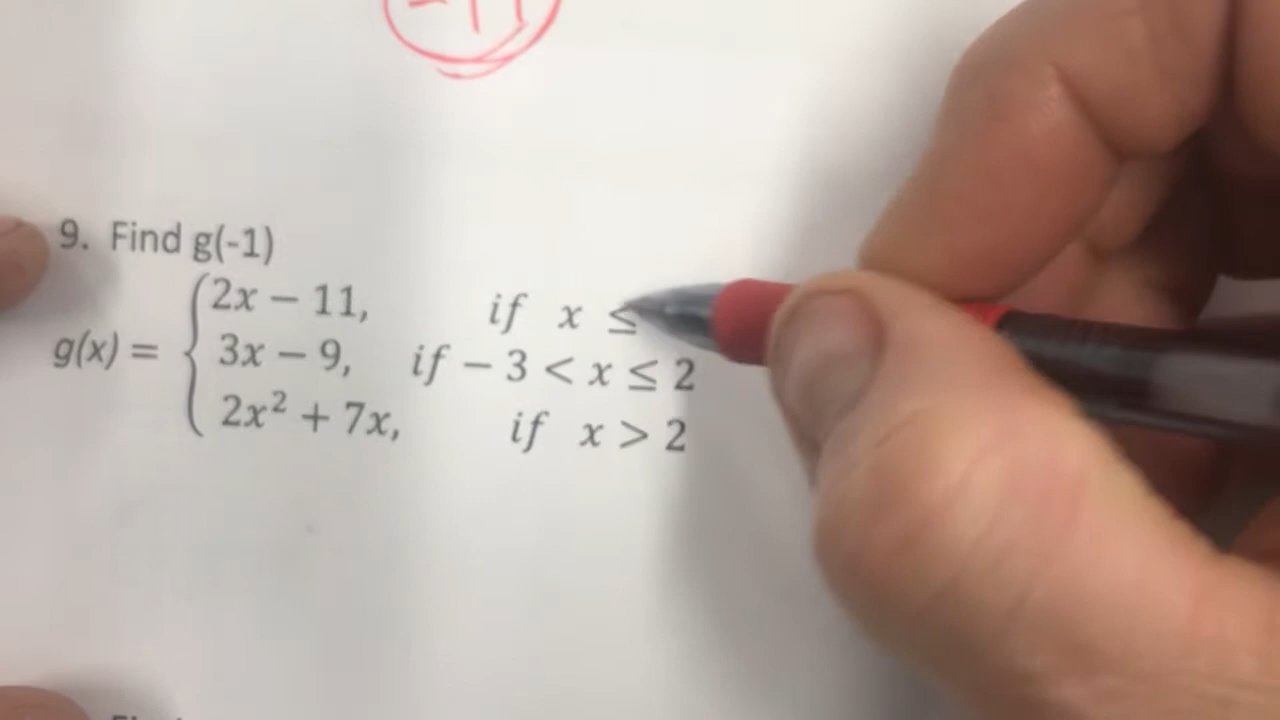 9. Find g(-1)
g(x) = { 2x − 11, if x ≤
3x − 9, if − 3 < x ≤ 2
2x² + 7x, if x > 2